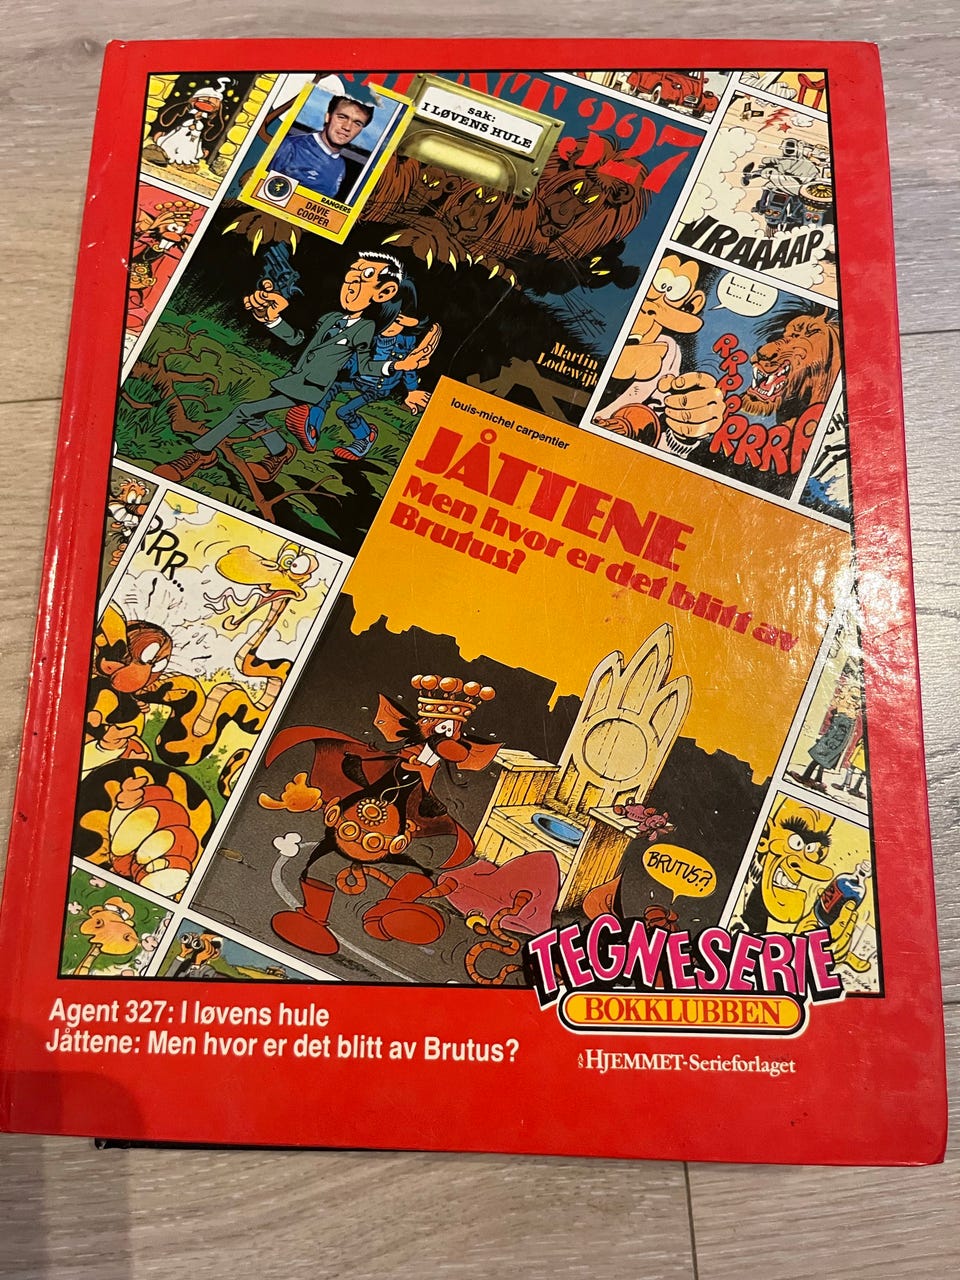 AGENT 327
sak:
I LØVENS HULE
RANGERS
DAVIE
COOPER
VRAAAAP
L... L...
L... L...
RRRRRRRRR
Martin
Lodewijk
louis-michel carpentier
JÅTTENE
Men hvor er det blitt av
Brutus?
RRR...
BRUTUS??
TEGNESERIE
BOKKLUBBEN
Agent 327: I løvens hule
Jåttene: Men hvor er det blitt av Brutus?
A/S HJEMMET-Serieforlaget